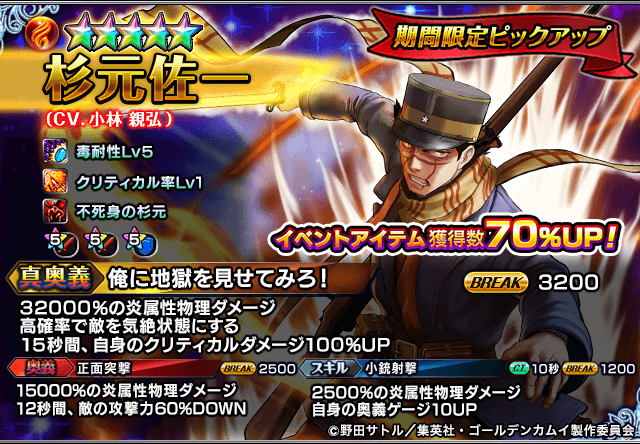 期間限定ピックアップ
杉元佐一
(CV.小林 親弘)
毒耐性Lv5
クリティカル率Lv1
不死身の杉元
5 5 5
イベントアイテム獲得数70%UP!
真奥義 俺に地獄を見せてみろ! BREAK 3200
32000%の炎属性物理ダメージ
高確率で敵を気絶状態にする
15秒間、自身のクリティカルダメージ100%UP
奥義 正面突撃 BREAK 2500
15000%の炎属性物理ダメージ
12秒間、敵の攻撃力60%DOWN
スキル 小銃射撃 CT 10秒 BREAK 1200
2500%の炎属性物理ダメージ
自身の奥義ゲージ10UP
©野田サトル/集英社・ゴールデンカムイ製作委員会